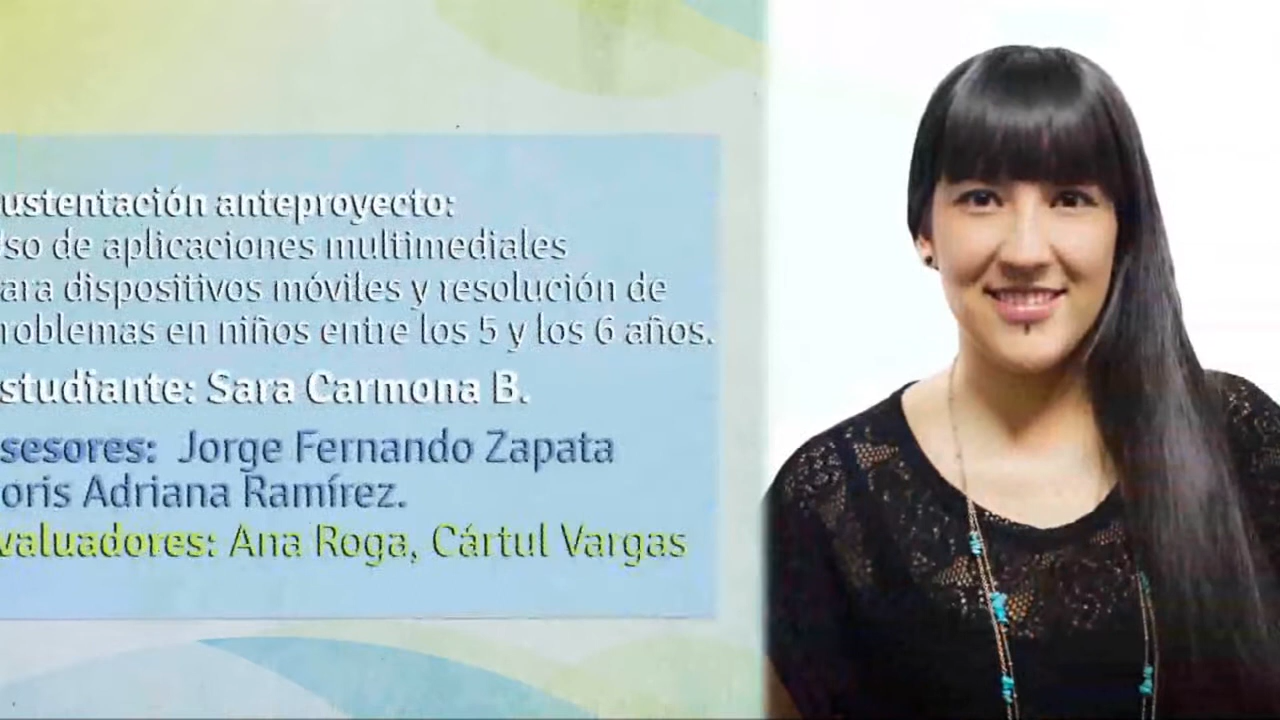 ustentación anteproyecto:
so de aplicaciones multimediales
ara dispositivos móviles y resolución de
roblemas en niños entre los 5 y los 6 años.
studiante: Sara Carmona B.
sesores: Jorge Fernando Zapata
oris Adriana Ramírez.
valuadores: Ana Roga, Cártul Vargas